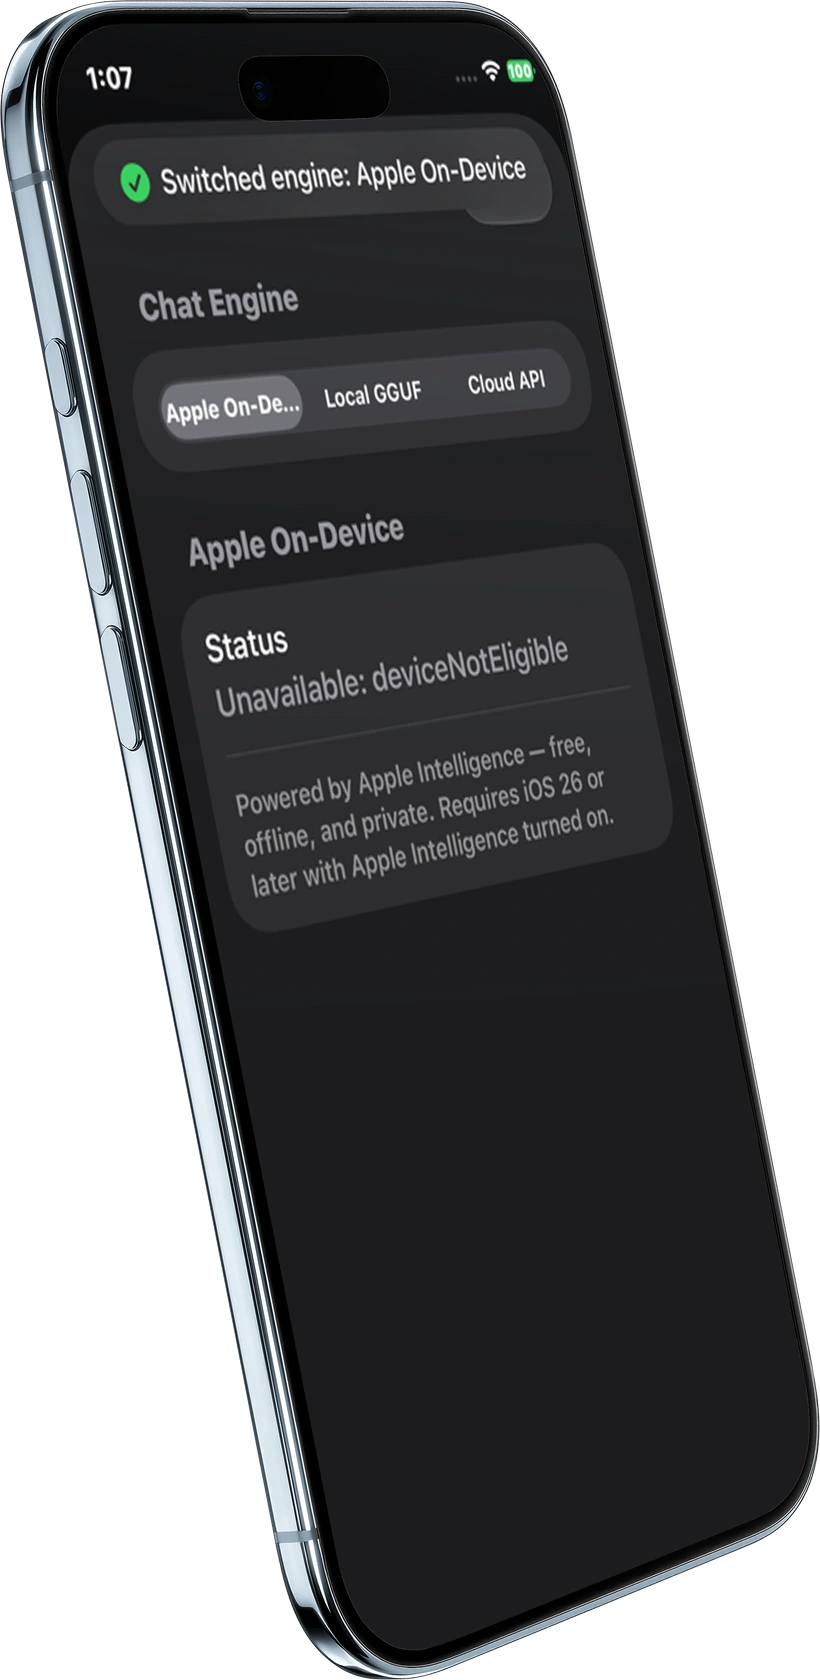 1:07
100
Switched engine: Apple On-Device
Chat Engine
Apple On-De...
Local GGUF
Cloud API
Apple On-Device
Status
Unavailable: deviceNotEligible
Powered by Apple Intelligence — free,
offline, and private. Requires iOS 26 or
later with Apple Intelligence turned on.